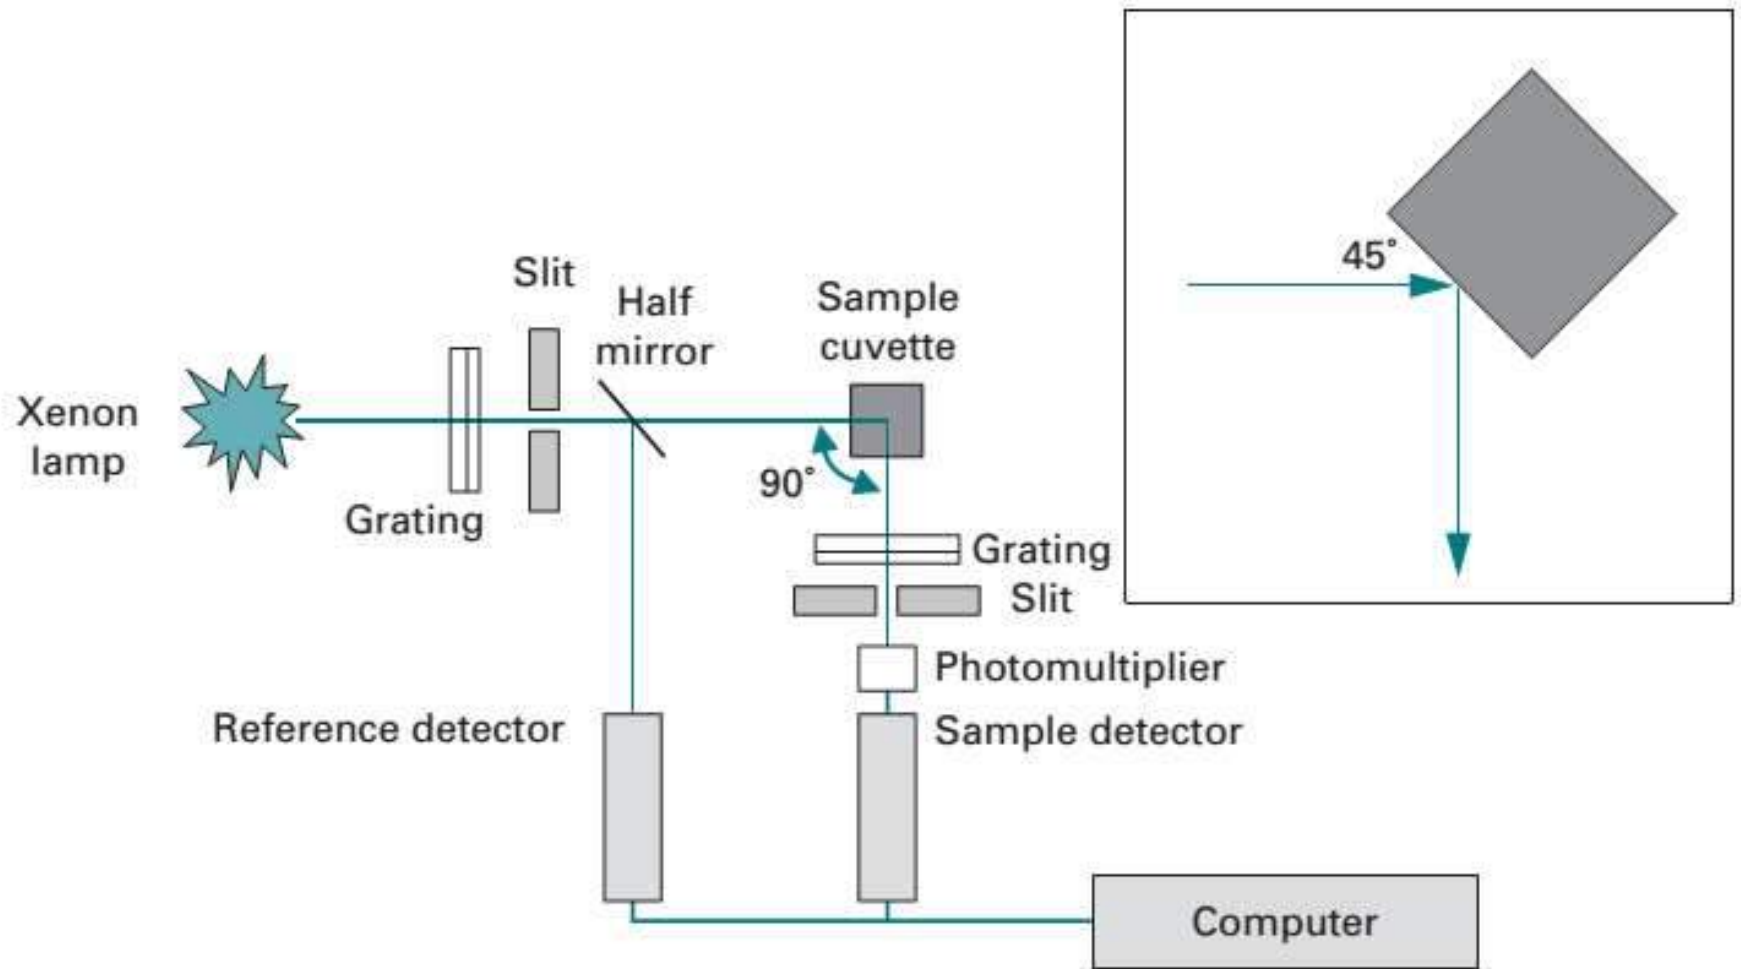 Slit
Half
mirror
Sample
cuvette
45°
Xenon
lamp
90°
Grating
Grating
Slit
Photomultiplier
Reference detector
Sample detector
Computer